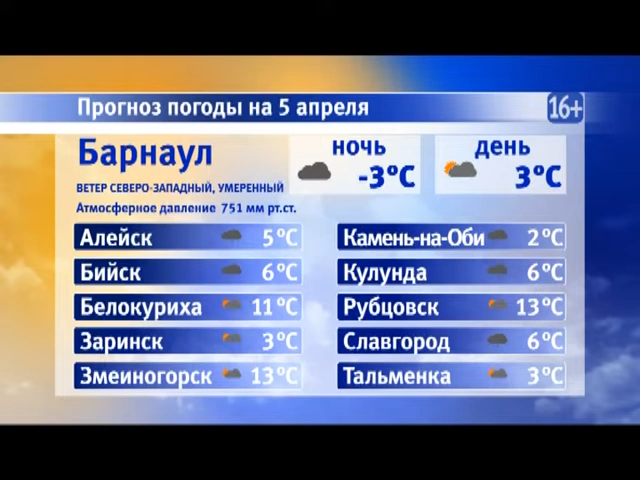 Прогноз погоды на 5 апреля
16+
Барнаул
ночь
-3°C
день
3°C
ВЕТЕР СЕВЕРО-ЗАПАДНЫЙ, УМЕРЕННЫЙ
Атмосферное давление 751 мм рт.ст.
Алейск 5°C
Бийск 6°C
Белокуриха 11°C
Заринск 3°C
Змеиногорск 13°C
Камень-на-Оби 2°C
Кулунда 6°C
Рубцовск 13°C
Славгород 6°C
Тальменка 3°C